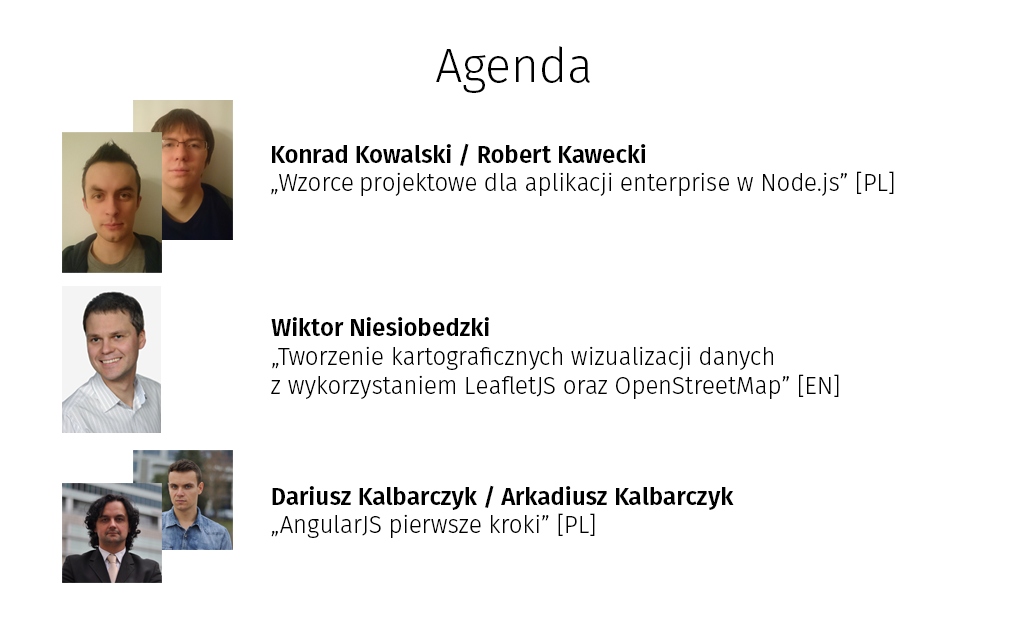 Agenda
Konrad Kowalski / Robert Kawecki
„Wzorce projektowe dla aplikacji enterprise w Node.js” [PL]
Wiktor Niesiobedzki
„Tworzenie kartograficznych wizualizacji danych
z wykorzystaniem LeafletJS oraz OpenStreetMap” [EN]
Dariusz Kalbarczyk / Arkadiusz Kalbarczyk
„AngularJS pierwsze kroki” [PL]